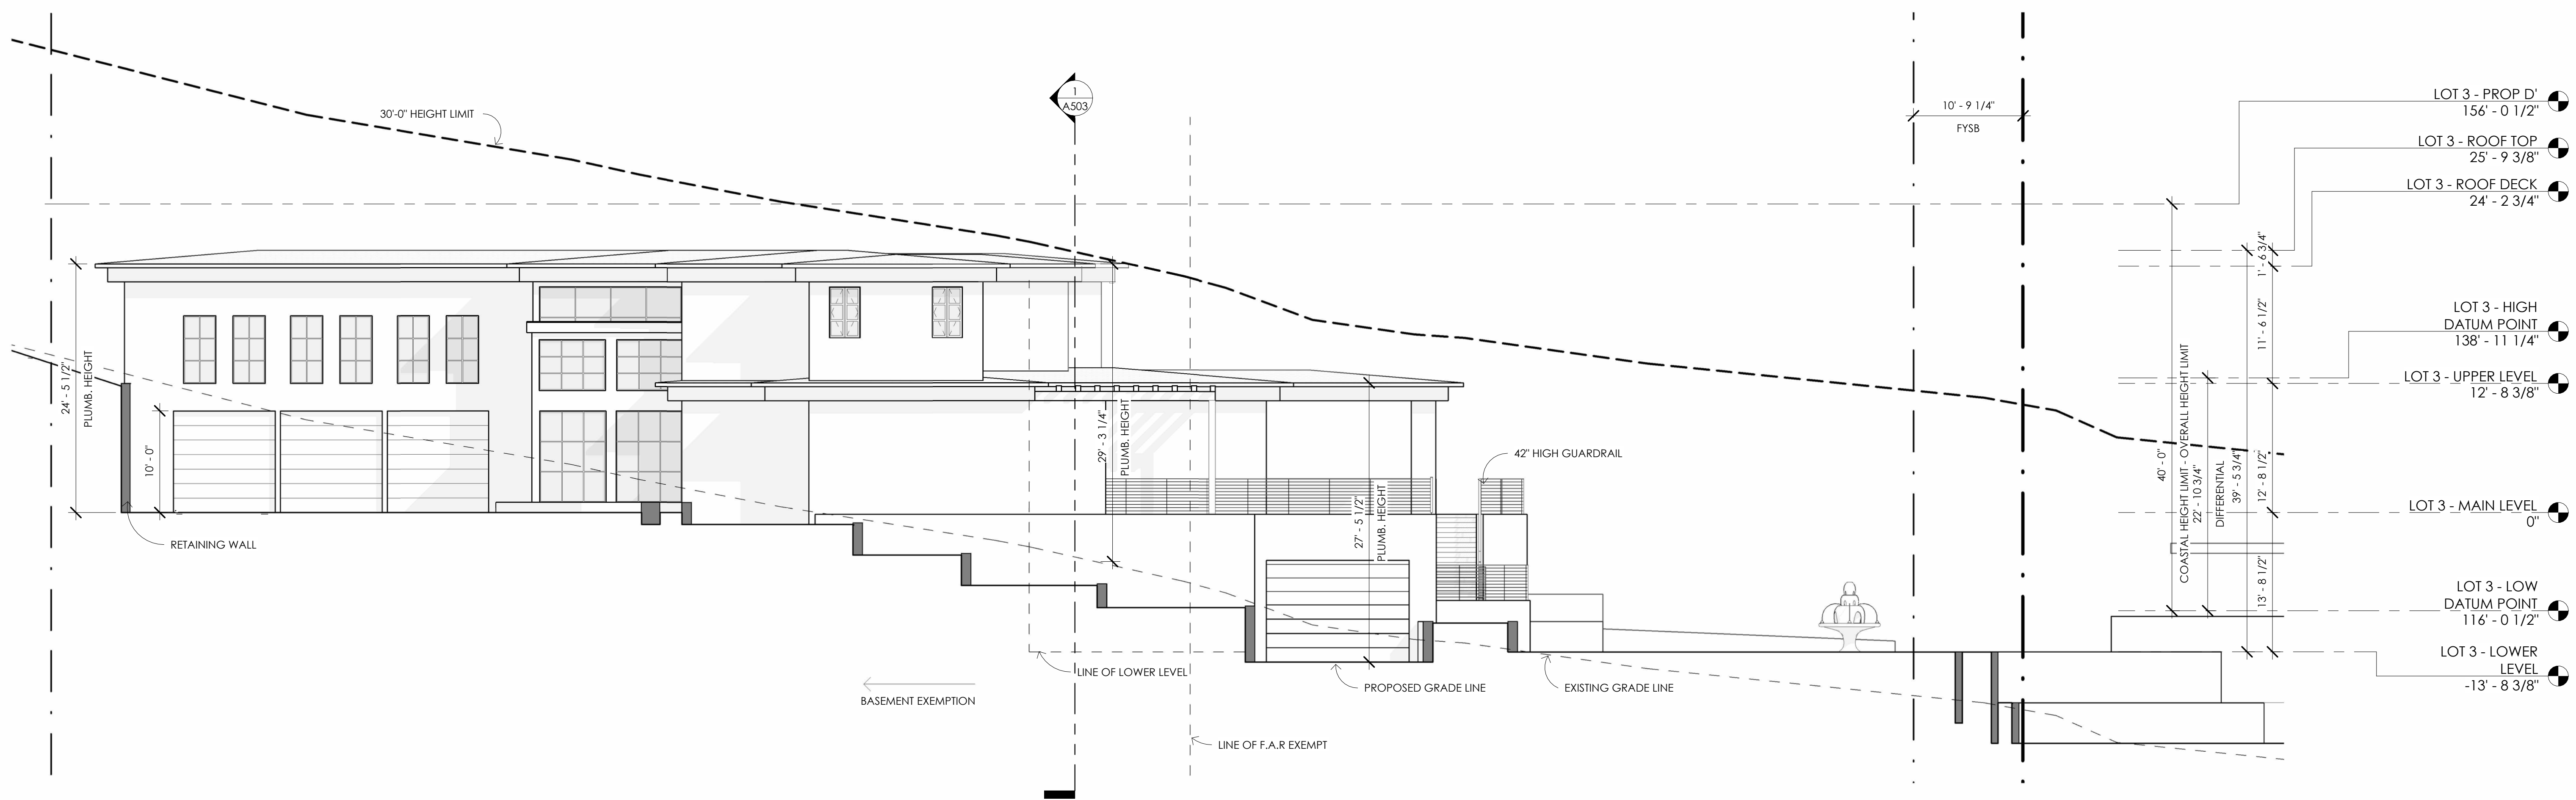 30'-0" HEIGHT LIMIT
1
A503
10' - 9 1/4"
FYSB
LOT 3 - PROP D'
156' - 0 1/2"
LOT 3 - ROOF TOP
25' - 9 3/8"
LOT 3 - ROOF DECK
24' - 2 3/4"
LOT 3 - HIGH
DATUM POINT
138' - 11 1/4"
LOT 3 - UPPER LEVEL
12' - 8 3/8"
LOT 3 - MAIN LEVEL
0"
LOT 3 - LOW
DATUM POINT
116' - 0 1/2"
LOT 3 - LOWER
LEVEL
-13' - 8 3/8"
24' - 5 1/2"
PLUMB. HEIGHT
10' - 0"
RETAINING WALL
29' - 3 1/4"
PLUMB. HEIGHT
27' - 5 1/2"
PLUMB. HEIGHT
42" HIGH GUARDRAIL
40' - 0"
COASTAL HEIGHT LIMIT - OVERALL HEIGHT LIMIT
22' - 10 3/4"
DIFFERENTIAL
39' - 5 3/4"
1' - 6 3/4"
11' - 6 1/2"
12' - 8 1/2"
13' - 8 1/2"
LINE OF LOWER LEVEL
BASEMENT EXEMPTION
PROPOSED GRADE LINE
EXISTING GRADE LINE
LINE OF F.A.R EXEMPT